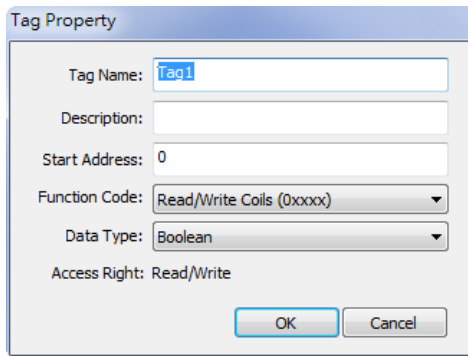 Tag Property
Tag Name: Tag1
Description:
Start Address: 0
Function Code: Read/Write Coils (0xxxx)
Data Type: Boolean
Access Right: Read/Write
OK Cancel